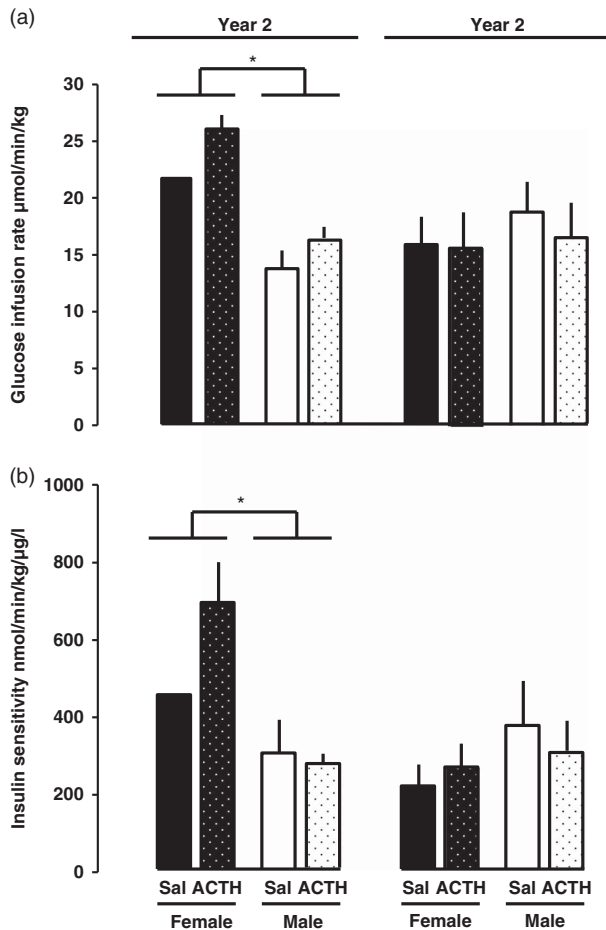 (a)
Year 2 Year 2
*
Glucose infusion rate µmol/min/kg
30
25
20
15
10
5
0
(b)
*
Insulin sensitivity nmol/min/kg/µg/l
1000
800
600
400
200
0
Sal ACTH Sal ACTH Sal ACTH Sal ACTH
Female Male Female Male